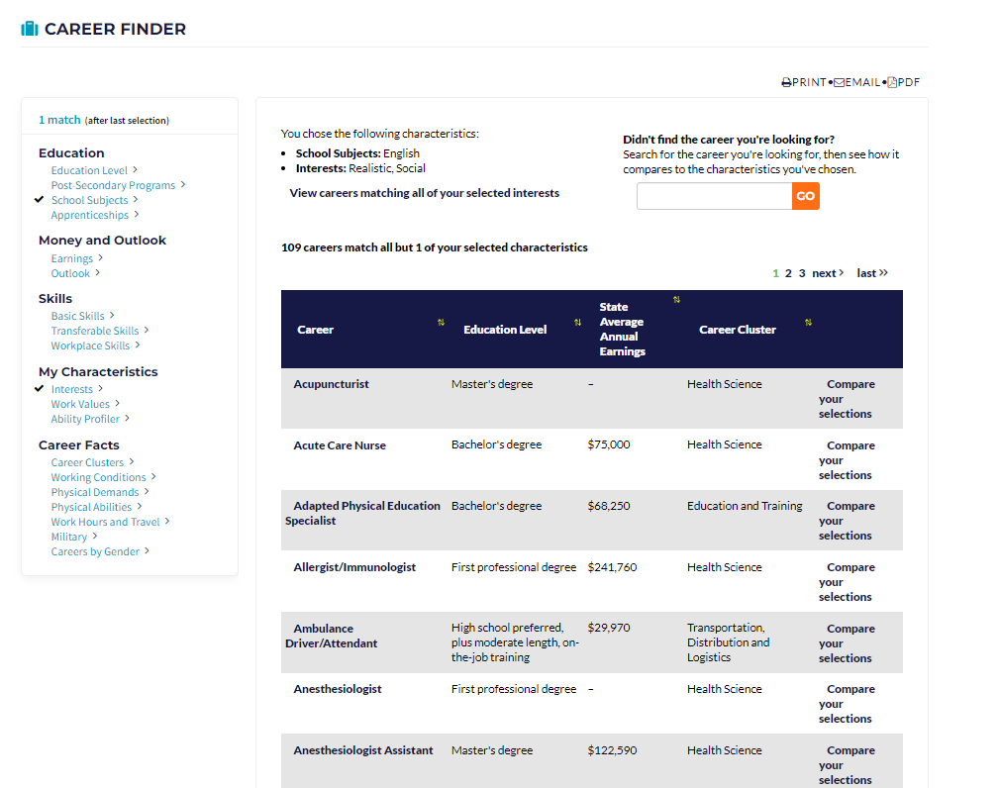 CAREER FINDER
PRINT•EMAIL•PDF
1 match (after last selection)
Education
Education Level
Post-Secondary Programs
School Subjects
Apprenticeships
Money and Outlook
Earnings
Outlook
Skills
Basic Skills
Transferable Skills
Workplace Skills
My Characteristics
Interests
Work Values
Ability Profiler
Career Facts
Career Clusters
Working Conditions
Physical Demands
Physical Abilities
Work Hours and Travel
Military
Careers by Gender
You chose the following characteristics:
• School Subjects: English
• Interests: Realistic, Social
View careers matching all of your selected interests
Didn't find the career you're looking for?
Search for the career you're looking for, then see how it
compares to the characteristics you've chosen.
GO
109 careers match all but 1 of your selected characteristics
1 2 3 next last
Career
Education Level
State
Average
Annual
Earnings
Career Cluster
Acupuncturist Master's degree – Health Science Compare
your
selections
Acute Care Nurse Bachelor's degree $75,000 Health Science Compare
your
selections
Adapted Physical Education Bachelor's degree $68,250 Education and Training Compare
Specialist your
selections
Allergist/Immunologist First professional degree $241,760 Health Science Compare
your
selections
Ambulance High school preferred, $29,970 Transportation, Compare
Driver/Attendant plus moderate length, on- Distribution and your
the-job training Logistics selections
Anesthesiologist First professional degree – Health Science Compare
your
selections
Anesthesiologist Assistant Master's degree $122,590 Health Science Compare
your
selections